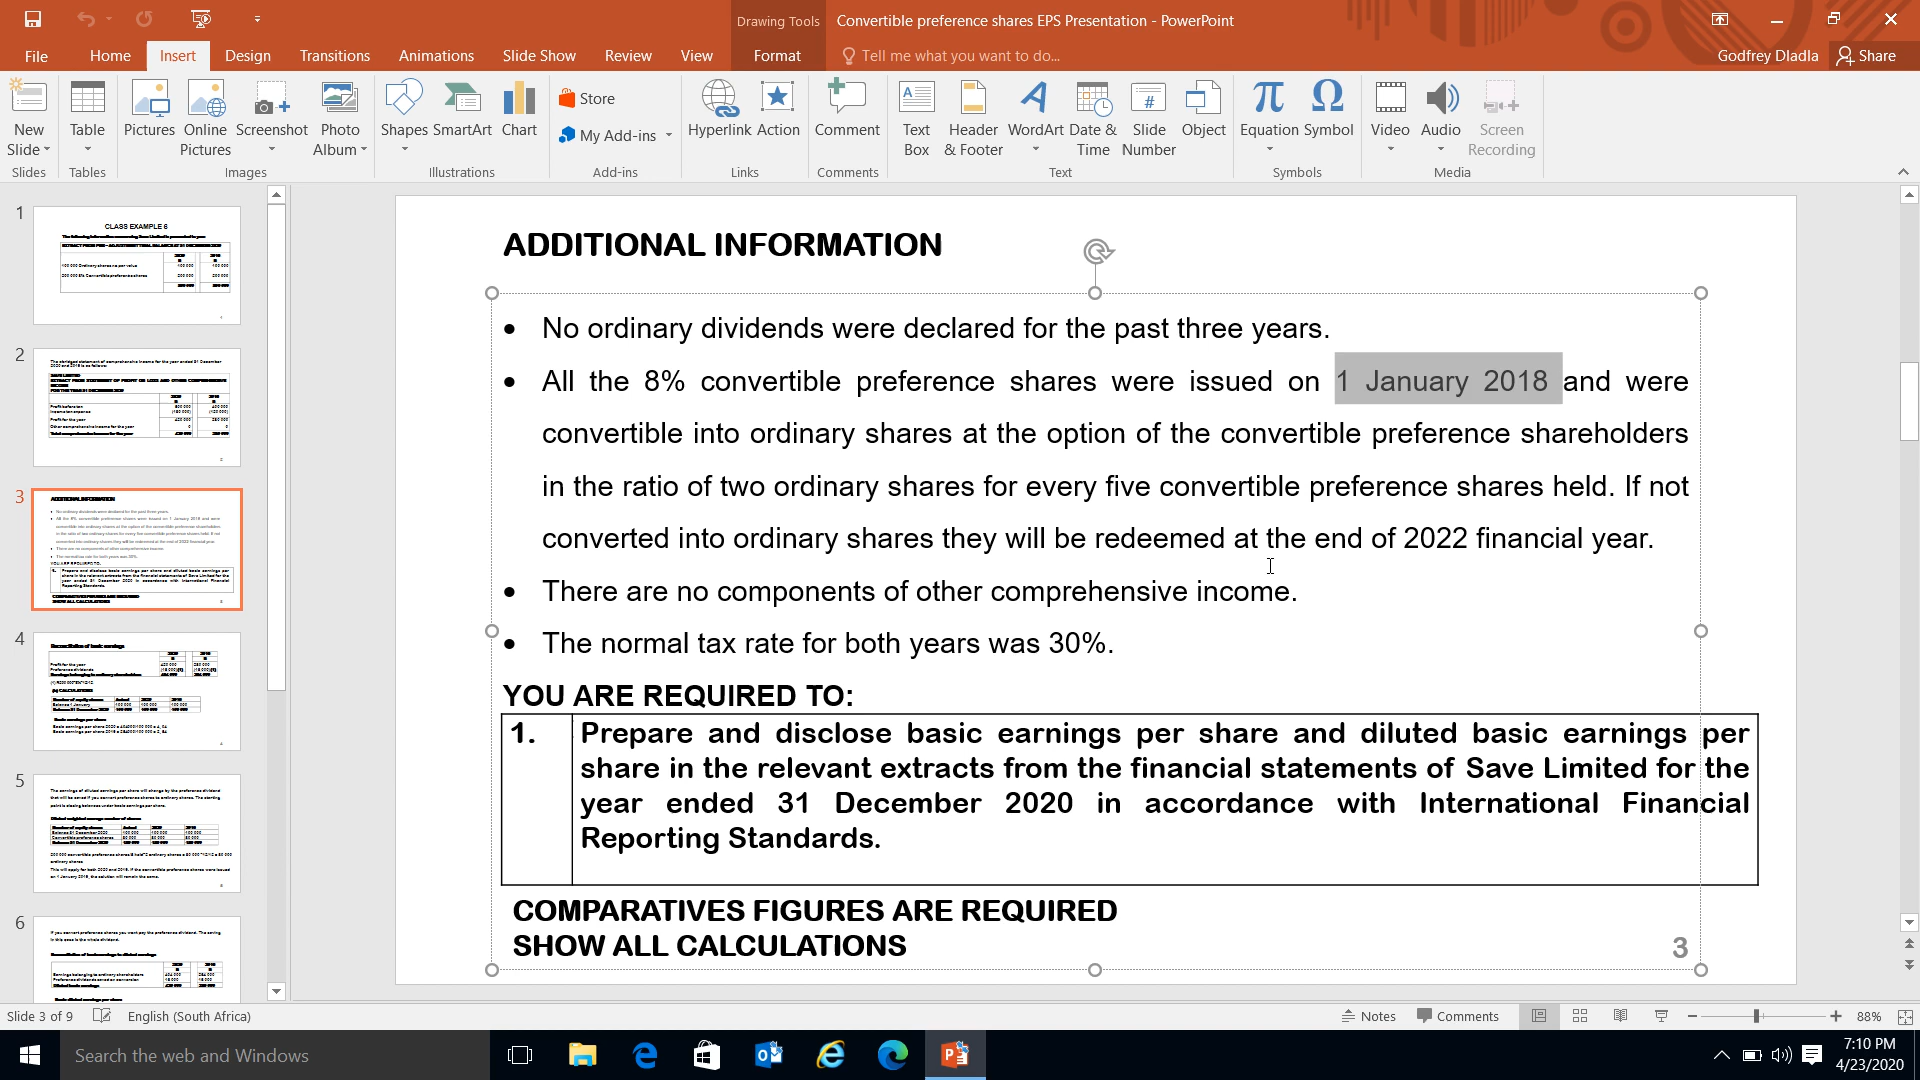 Drawing Tools
Convertible preference shares EPS Presentation - PowerPoint
File
Home
Insert
Design
Transitions
Animations
Slide Show
Review
View
Format
Tell me what you want to do...
Godfrey Dladla
Share
New Slide
Table
Pictures
Online Pictures
Screenshot
Photo Album
Shapes
SmartArt
Chart
Store
My Add-ins
Hyperlink
Action
Comment
Text Box
Header & Footer
WordArt
Date & Time
Slide Number
Object
Equation
Symbol
Video
Audio
Screen Recording
Slides
Tables
Images
Illustrations
Add-ins
Links
Comments
Text
Symbols
Media
1
CLASS EXAMPLE 6
2
3
4
5
6
ADDITIONAL INFORMATION
• No ordinary dividends were declared for the past three years.
• All the 8% convertible preference shares were issued on 1 January 2018 and were
convertible into ordinary shares at the option of the convertible preference shareholders
in the ratio of two ordinary shares for every five convertible preference shares held. If not
converted into ordinary shares they will be redeemed at the end of 2022 financial year.
• There are no components of other comprehensive income.
• The normal tax rate for both years was 30%.
YOU ARE REQUIRED TO:
1. Prepare and disclose basic earnings per share and diluted basic earnings per
share in the relevant extracts from the financial statements of Save Limited for the
year ended 31 December 2020 in accordance with International Financial
Reporting Standards.
COMPARATIVES FIGURES ARE REQUIRED
SHOW ALL CALCULATIONS
3
Slide 3 of 9
English (South Africa)
Notes
Comments
88%
Search the web and Windows
7:10 PM
4/23/2020